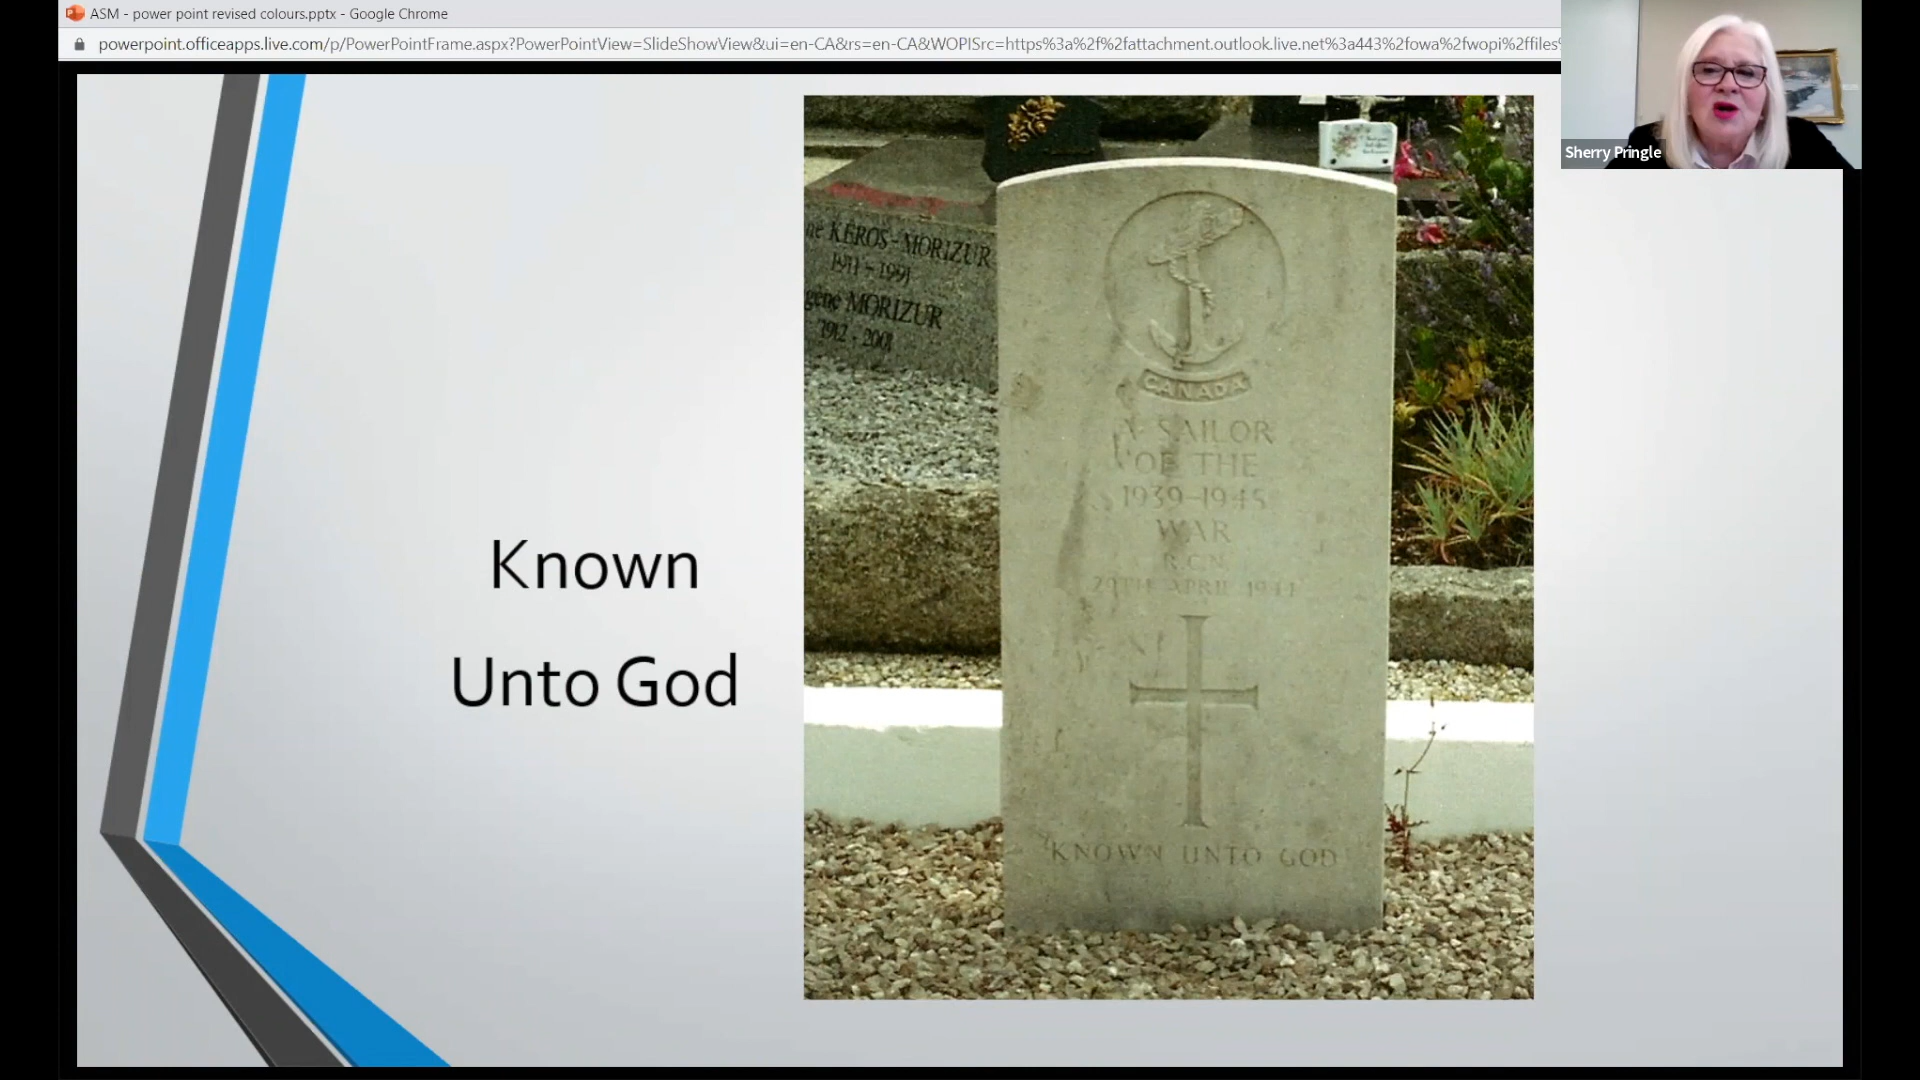 ASM - power point revised colours.pptx - Google Chrome
powerpoint.officeapps.live.com/p/PowerPointFrame.aspx?PowerPointView=SlideShowView&ui=en-CA&rs=en-CA&WOPISrc=https%3a%2f%2fattachment.outlook.live.net%3a443%2fowa%2fwopi%2ffiles%
Sherry Pringle
Known
Unto God
KEROS-MORIZUR
1911-1991
MORIZUR
1912-2001
CANADA
A SAILOR
OF THE
1939-1945
WAR
R.C.N.
29TH APRIL 1944
KNOWN UNTO GOD